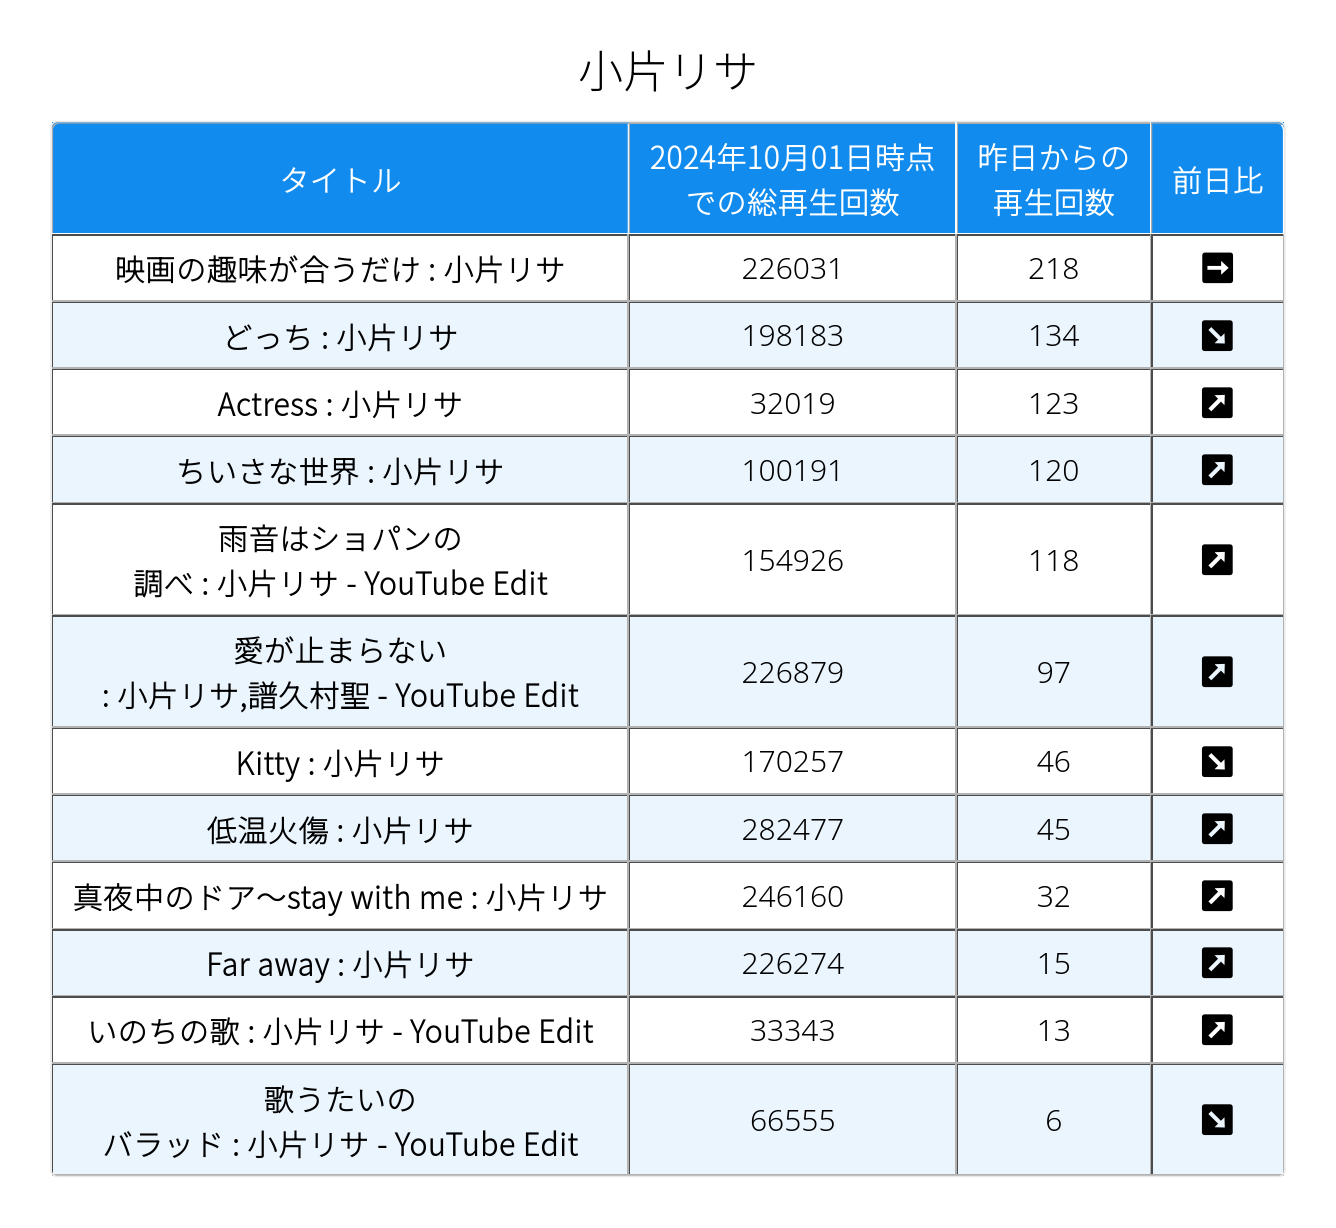 小片リサ
タイトル
2024年10月01日時点
での総再生回数
昨日からの
再生回数
前日比
映画の趣味が合うだけ : 小片リサ 226031 218
どっち : 小片リサ 198183 134
Actress : 小片リサ 32019 123
ちいさな世界 : 小片リサ 100191 120
雨音はショパンの
調べ : 小片リサ - YouTube Edit 154926 118
愛が止まらない
: 小片リサ,譜久村聖 - YouTube Edit 226879 97
Kitty : 小片リサ 170257 46
低温火傷 : 小片リサ 282477 45
真夜中のドア〜stay with me : 小片リサ 246160 32
Far away : 小片リサ 226274 15
いのちの歌 : 小片リサ - YouTube Edit 33343 13
歌うたいの
バラッド : 小片リサ - YouTube Edit 66555 6